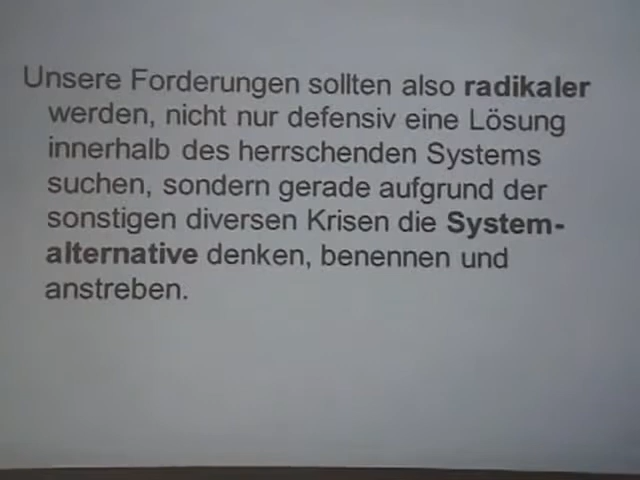 Unsere Forderungen sollten also radikaler
werden, nicht nur defensiv eine Lösung
innerhalb des herrschenden Systems
suchen, sondern gerade aufgrund der
sonstigen diversen Krisen die System-
alternative denken, benennen und
anstreben.